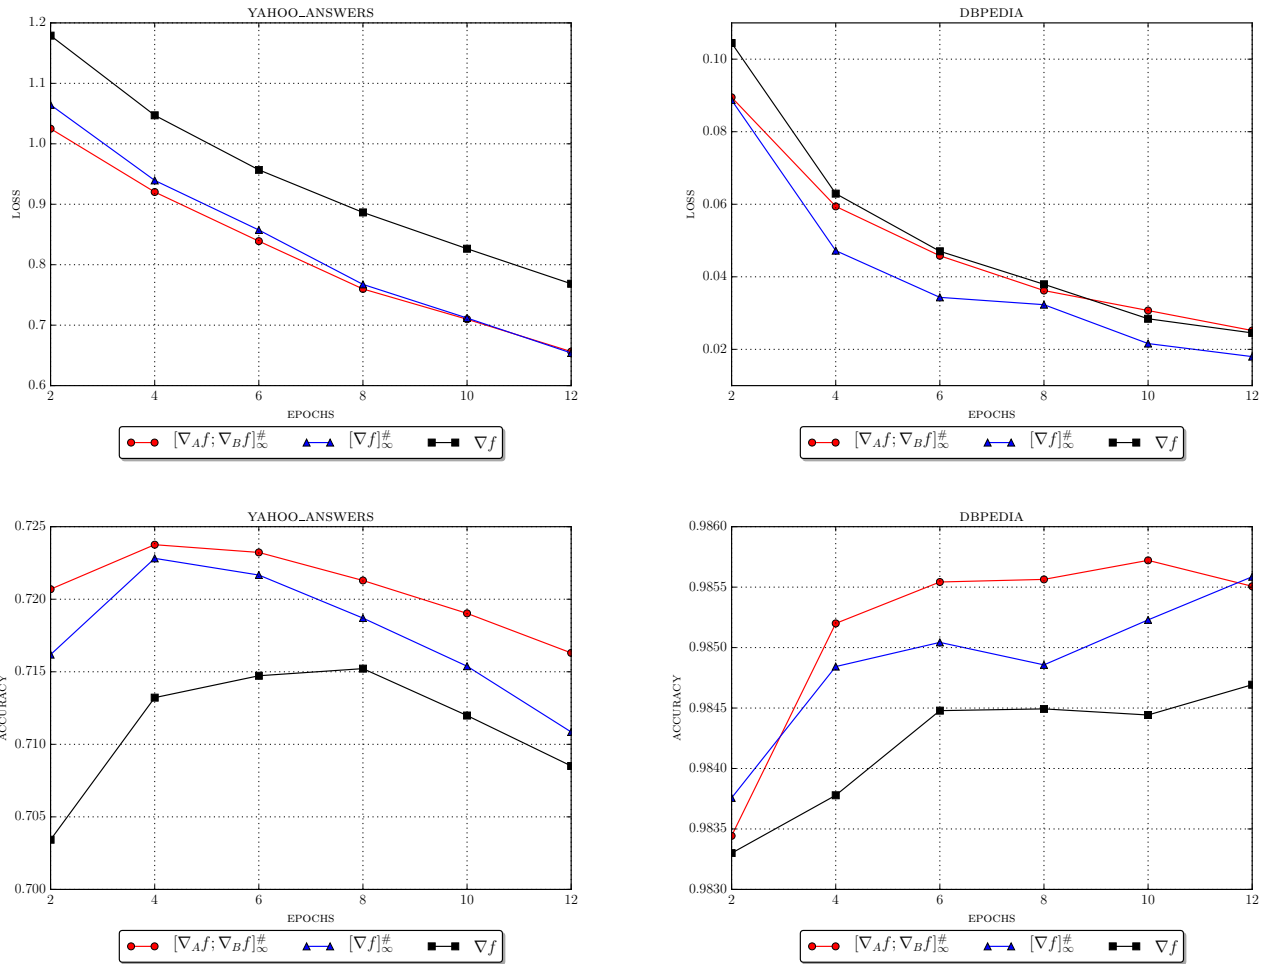 YAHOO_ANSWERS
1.2
1.1
1.0
0.9
0.8
0.7
0.6
LOSS
2 4 6 8 10 12
EPOCHS
[∇_A f; ∇_B f]^#_∞ [∇f]^#_∞ ∇f
DBPEDIA
0.10
0.08
0.06
0.04
0.02
LOSS
2 4 6 8 10 12
EPOCHS
[∇_A f; ∇_B f]^#_∞ [∇f]^#_∞ ∇f
YAHOO_ANSWERS
0.725
0.720
0.715
0.710
0.705
0.700
ACCURACY
2 4 6 8 10 12
EPOCHS
[∇_A f; ∇_B f]^#_∞ [∇f]^#_∞ ∇f
DBPEDIA
0.9860
0.9855
0.9850
0.9845
0.9840
0.9835
0.9830
ACCURACY
2 4 6 8 10 12
EPOCHS
[∇_A f; ∇_B f]^#_∞ [∇f]^#_∞ ∇f